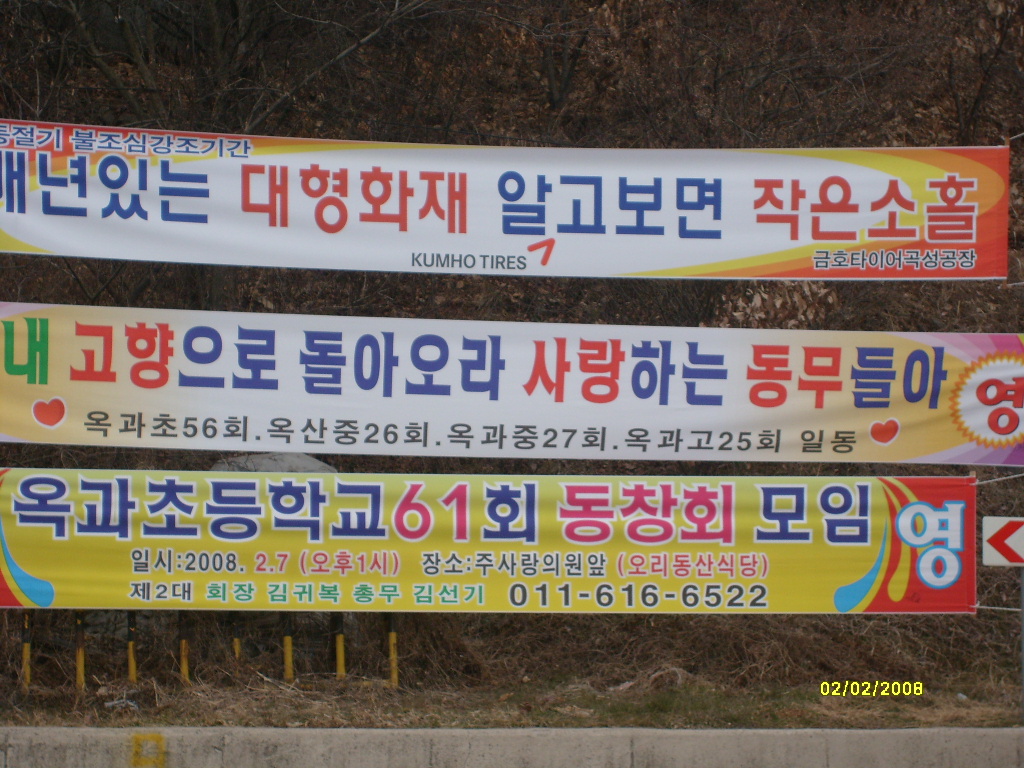 동절기 불조심강조기간
매년있는 대형화재 알고보면 작은소홀
KUMHO TIRES 금호타이어곡성공장
내 고향으로 돌아오라 사랑하는 동무들아 영
옥과초56회.옥산중26회.옥과중27회.옥과고25회 일동
옥과초등학교61회 동창회 모임 영
일시:2008. 2.7 (오후1시) 장소:주사랑의원앞 (오리동산식당)
제2대 회장 김귀복 총무 김선기 011-616-6522
02/02/2008